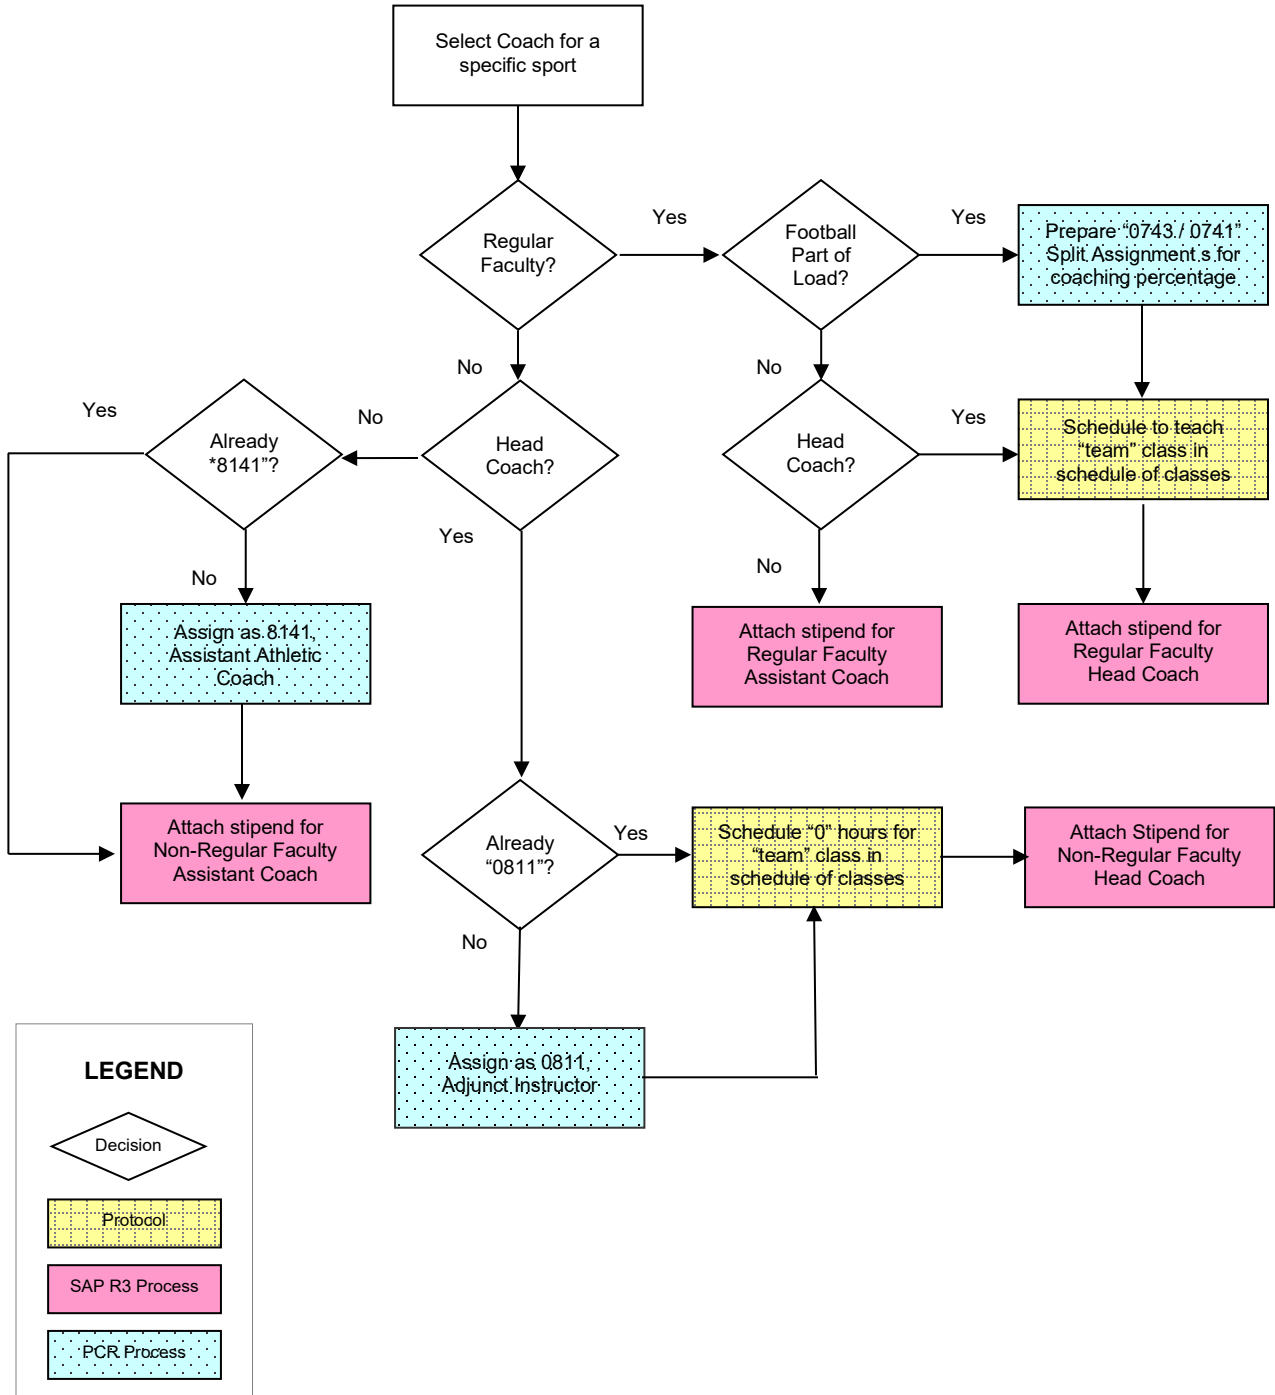 Select Coach for a
specific sport
Regular
Faculty?
Yes
Football
Part of
Load?
Yes
Prepare “0743 / 0741”
Split Assignment s for
coaching percentage
No
No
Yes
Already
*8141”?
No
Head
Coach?
Head
Coach?
Yes
Schedule to teach
“team” class in
schedule of classes
Yes
No
No
Assign as 8141,
Assistant Athletic
Coach
Attach stipend for
Regular Faculty
Assistant Coach
Attach stipend for
Regular Faculty
Head Coach
Attach stipend for
Non-Regular Faculty
Assistant Coach
Already
“0811”?
Yes
Schedule “0” hours for
“team” class in
schedule of classes
Attach Stipend for
Non-Regular Faculty
Head Coach
No
Assign as 0811,
Adjunct Instructor
LEGEND
Decision
Protocol
SAP R3 Process
PCR Process